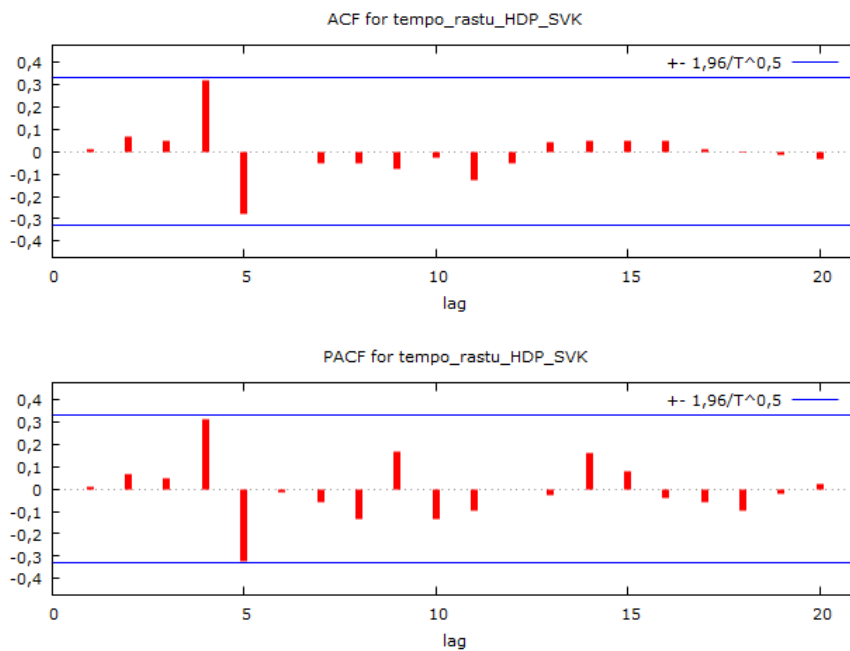 ACF for tempo_rastu_HDP_SVK
+- 1,96/T^0,5
0,4
0,3
0,2
0,1
0
-0,1
-0,2
-0,3
-0,4
0 5 10 15 20
lag
PACF for tempo_rastu_HDP_SVK
+- 1,96/T^0,5
0,4
0,3
0,2
0,1
0
-0,1
-0,2
-0,3
-0,4
0 5 10 15 20
lag